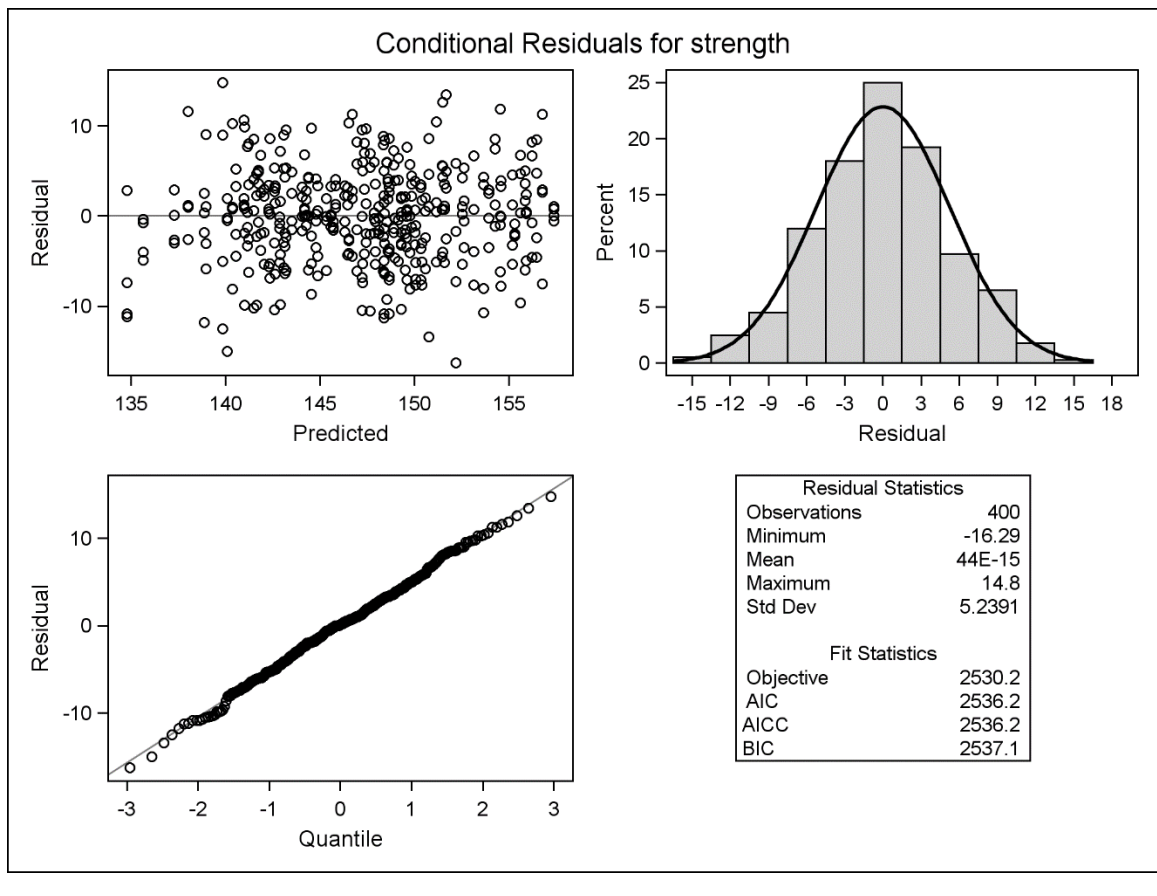 Conditional Residuals for strength
10
0
-10
Residual
135 140 145 150 155
Predicted
25
20
15
10
5
0
Percent
-15 -12 -9 -6 -3 0 3 6 9 12 15 18
Residual
10
0
-10
Residual
-3 -2 -1 0 1 2 3
Quantile
Residual Statistics
Observations 400
Minimum -16.29
Mean 44E-15
Maximum 14.8
Std Dev 5.2391
Fit Statistics
Objective 2530.2
AIC 2536.2
AICC 2536.2
BIC 2537.1